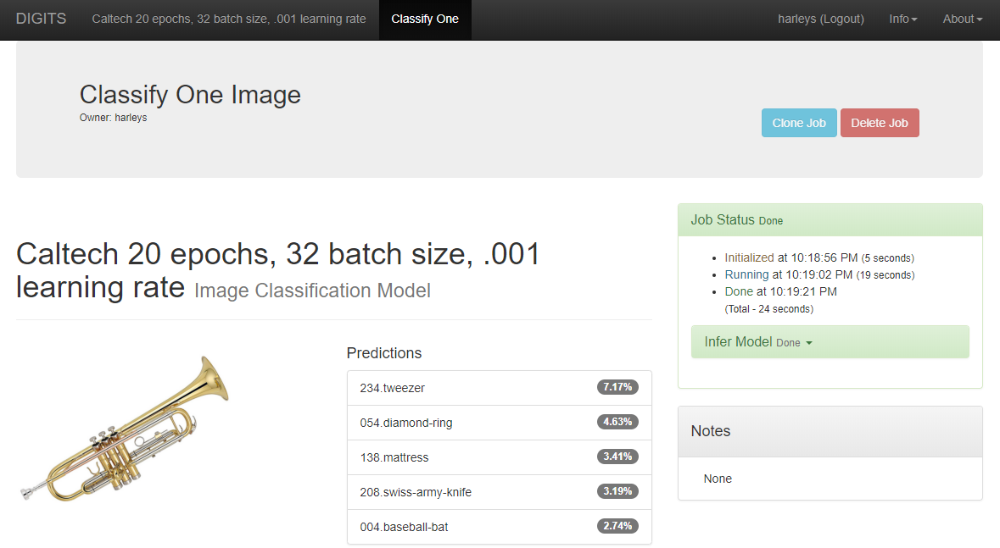 DIGITS Caltech 20 epochs, 32 batch size, .001 learning rate Classify One harleys (Logout) Info About
Classify One Image
Owner: harleys
Clone Job Delete Job
Caltech 20 epochs, 32 batch size, .001
learning rate Image Classification Model
Predictions
234.tweezer 7.17%
054.diamond-ring 4.63%
138.mattress 3.41%
208.swiss-army-knife 3.19%
004.baseball-bat 2.74%
Job Status Done
Initialized at 10:18:56 PM (5 seconds)
Running at 10:19:02 PM (19 seconds)
Done at 10:19:21 PM
(Total - 24 seconds)
Infer Model Done
Notes
None